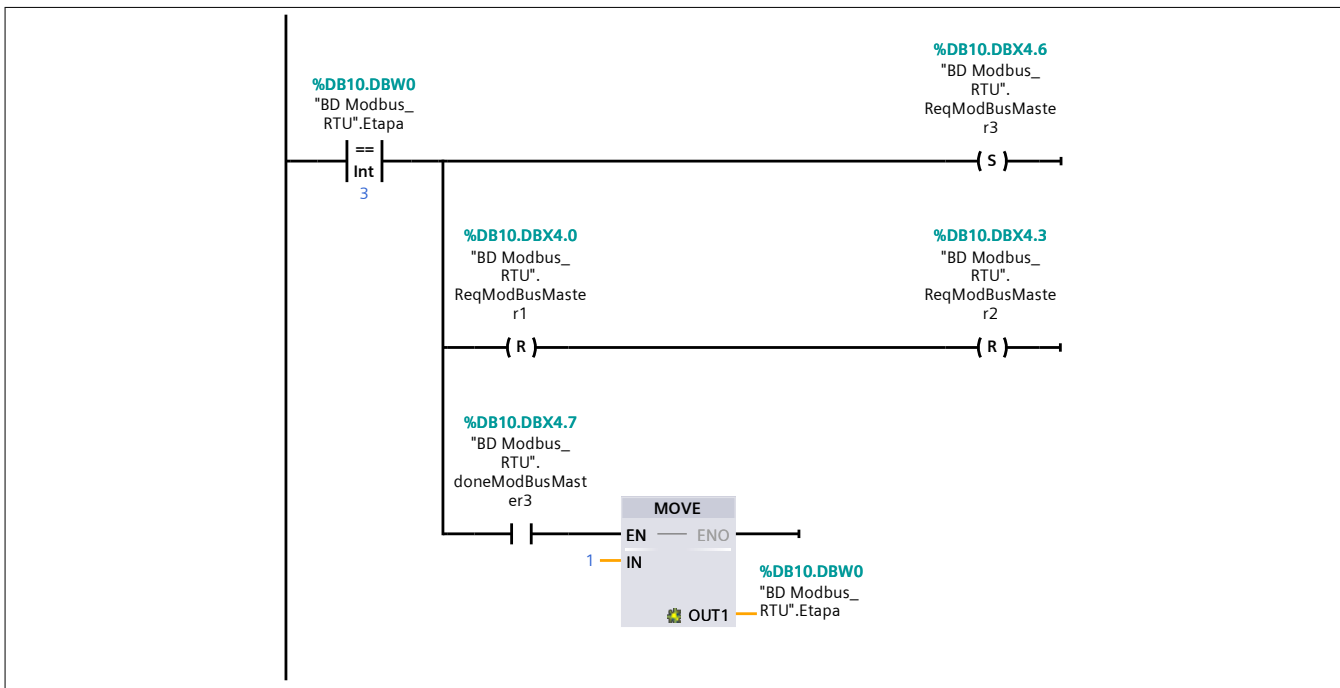 %DB10.DBX4.6
"BD Modbus_
RTU".
ReqModBusMaste
r3
%DB10.DBW0
"BD Modbus_
RTU".Etapa
==
Int
3
S
%DB10.DBX4.0
"BD Modbus_
RTU".
ReqModBusMaste
r1
R
%DB10.DBX4.3
"BD Modbus_
RTU".
ReqModBusMaste
r2
R
%DB10.DBX4.7
"BD Modbus_
RTU".
doneModBusMast
er3
MOVE
EN ENO
1 IN
OUT1
%DB10.DBW0
"BD Modbus_
RTU".Etapa